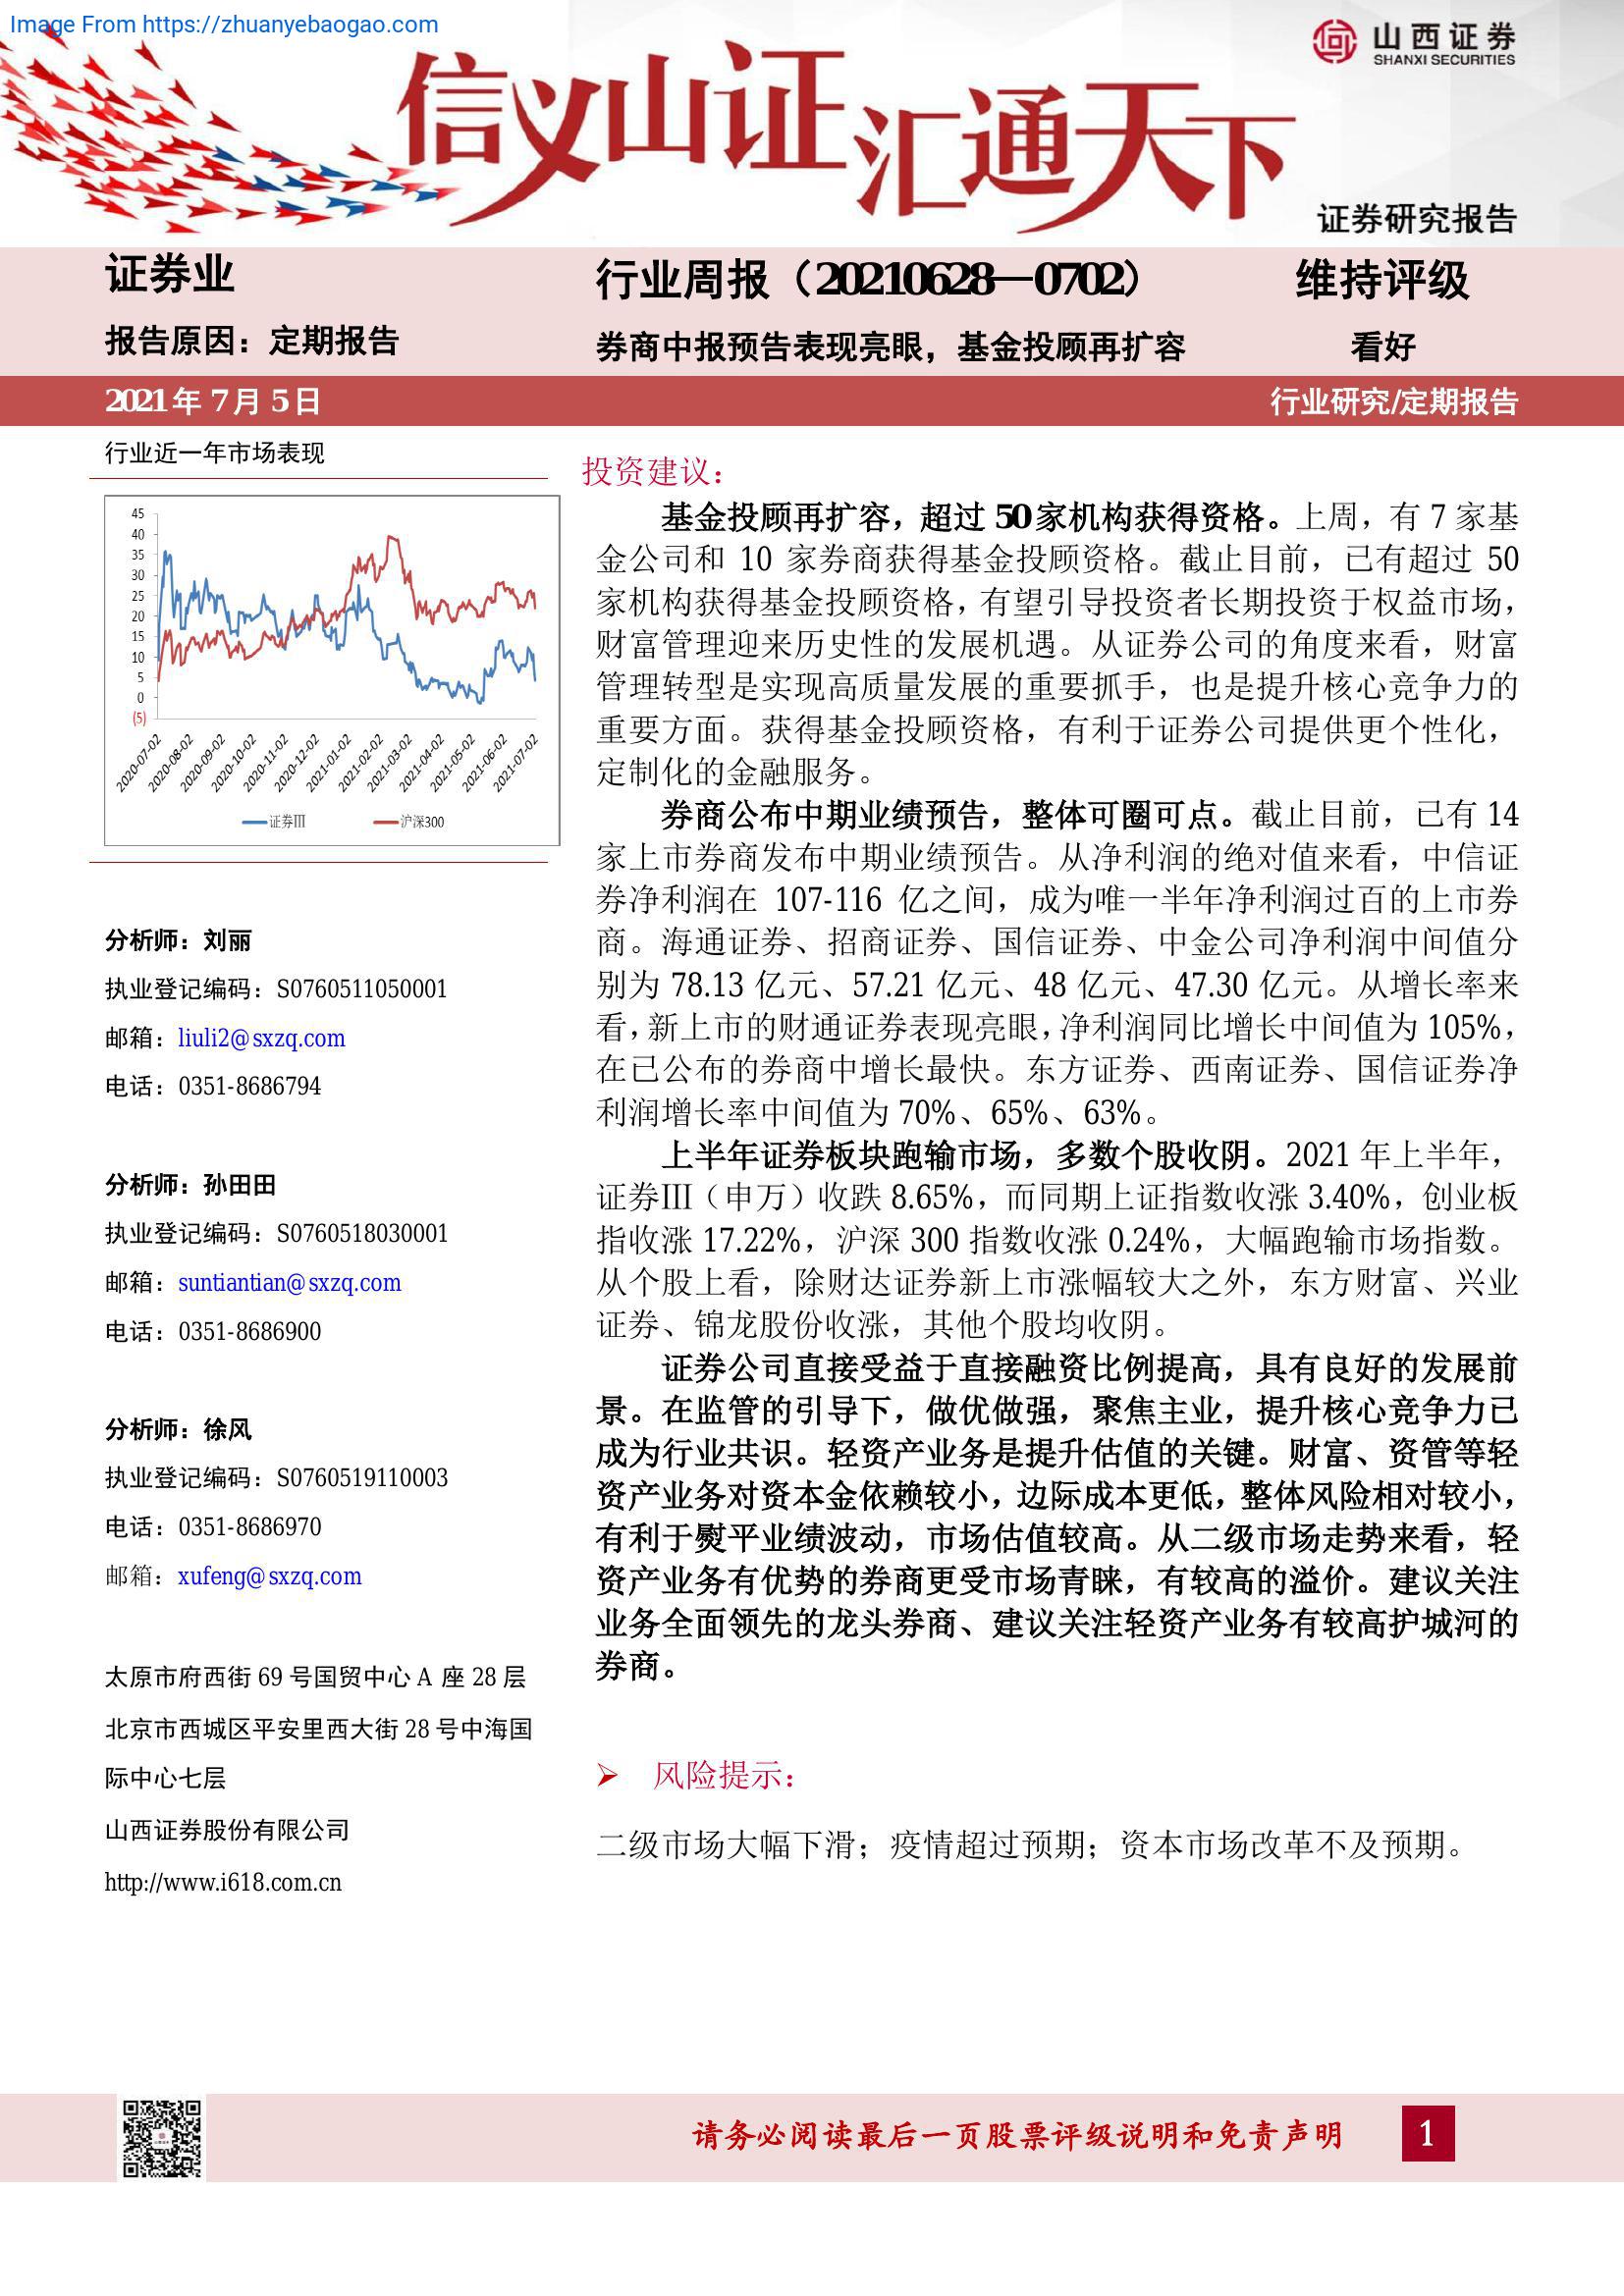 Image From https://zhuanyebaogao.com
山西证券
SHANXI SECURITIES
信义山证汇通天下
证券研究报告
证券业
行业周报（20210628—0702）
维持评级
报告原因：定期报告
券商中报预告表现亮眼，基金投顾再扩容
看好
2021年 7月 5日
行业研究/定期报告
行业近一年市场表现
45
40
35
30
25
20
15
10
5
0
(5)
2020-07-02
2020-08-02
2020-09-02
2020-10-02
2020-11-02
2020-12-02
2021-01-02
2021-02-02
2021-03-02
2021-04-02
2021-05-02
2021-06-02
2021-07-02
证券Ⅲ
沪深300
分析师：刘丽
执业登记编码：S0760511050001
邮箱：liuli2@sxzq.com
电话：0351-8686794
分析师：孙田田
执业登记编码：S0760518030001
邮箱：suntiantian@sxzq.com
电话：0351-8686900
分析师：徐风
执业登记编码：S0760519110003
电话：0351-8686970
邮箱：xufeng@sxzq.com
太原市府西街 69 号国贸中心 A 座 28 层
北京市西城区平安里西大街 28 号中海国
际中心七层
山西证券股份有限公司
http://www.i618.com.cn
投资建议：
基金投顾再扩容，超过 50家机构获得资格。上周，有 7 家基
金公司和 10 家券商获得基金投顾资格。截止目前，已有超过 50
家机构获得基金投顾资格，有望引导投资者长期投资于权益市场，
财富管理迎来历史性的发展机遇。从证券公司的角度来看，财富
管理转型是实现高质量发展的重要抓手，也是提升核心竞争力的
重要方面。获得基金投顾资格，有利于证券公司提供更个性化，
定制化的金融服务。
券商公布中期业绩预告，整体可圈可点。截止目前，已有 14
家上市券商发布中期业绩预告。从净利润的绝对值来看，中信证
券净利润在 107-116 亿之间，成为唯一半年净利润过百的上市券
商。海通证券、招商证券、国信证券、中金公司净利润中间值分
别为 78.13 亿元、57.21 亿元、48 亿元、47.30 亿元。从增长率来
看，新上市的财通证券表现亮眼，净利润同比增长中间值为 105%，
在已公布的券商中增长最快。东方证券、西南证券、国信证券净
利润增长率中间值为 70%、65%、63%。
上半年证券板块跑输市场，多数个股收阴。2021 年上半年，
证券Ⅲ（申万）收跌 8.65%，而同期上证指数收涨 3.40%，创业板
指收涨 17.22%，沪深 300 指数收涨 0.24%，大幅跑输市场指数。
从个股上看，除财达证券新上市涨幅较大之外，东方财富、兴业
证券、锦龙股份收涨，其他个股均收阴。
证券公司直接受益于直接融资比例提高，具有良好的发展前
景。在监管的引导下，做优做强，聚焦主业，提升核心竞争力已
成为行业共识。轻资产业务是提升估值的关键。财富、资管等轻
资产业务对资本金依赖较小，边际成本更低，整体风险相对较小，
有利于熨平业绩波动，市场估值较高。从二级市场走势来看，轻
资产业务有优势的券商更受市场青睐，有较高的溢价。建议关注
业务全面领先的龙头券商、建议关注轻资产业务有较高护城河的
券商。
➢ 风险提示：
二级市场大幅下滑；疫情超过预期；资本市场改革不及预期。
请务必阅读最后一页股票评级说明和免责声明
1